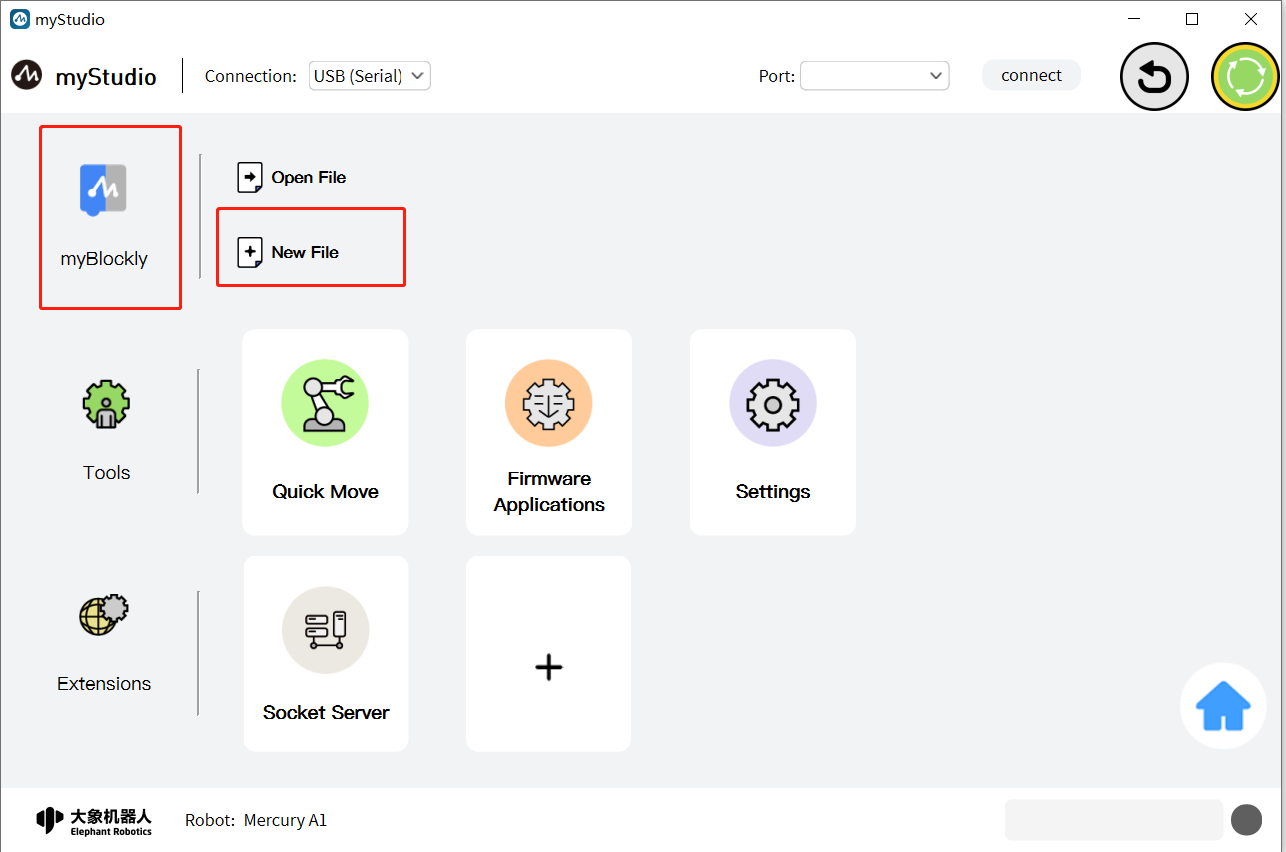 myStudio
myStudio
Connection: USB (Serial)
Port:
connect
myBlockly
Open File
New File
Tools
Quick Move
Firmware
Applications
Settings
Extensions
Socket Server
大象机器人
Elephant Robotics
Robot: Mercury A1